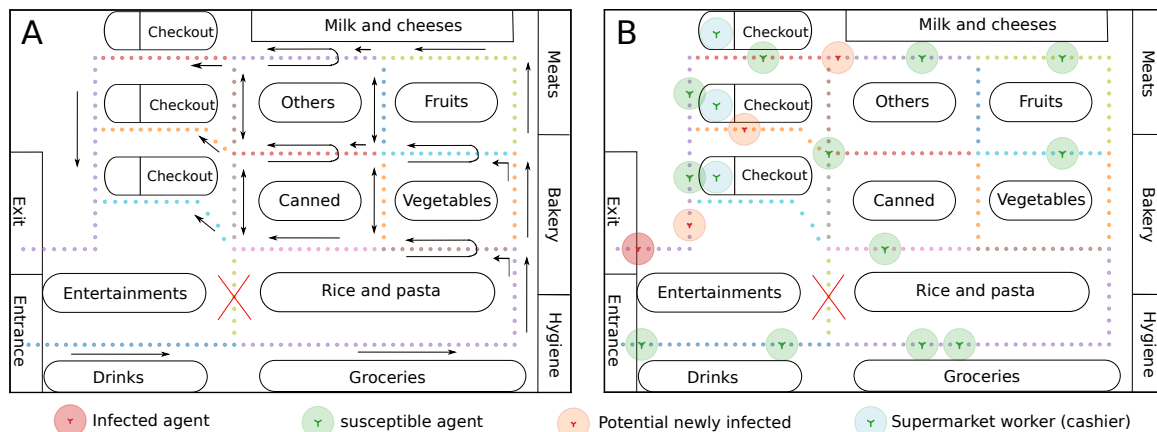 A
Checkout
Milk and cheeses
Meats
Checkout
Others
Fruits
Checkout
Canned
Vegetables
Bakery
Exit
Entrance
Entertainments
Rice and pasta
Hygiene
Drinks
Groceries
B
Checkout
Milk and cheeses
Meats
Checkout
Others
Fruits
Checkout
Canned
Vegetables
Bakery
Exit
Entrance
Entertainments
Rice and pasta
Hygiene
Drinks
Groceries
Infected agent
susceptible agent
Potential newly infected
Supermarket worker (cashier)